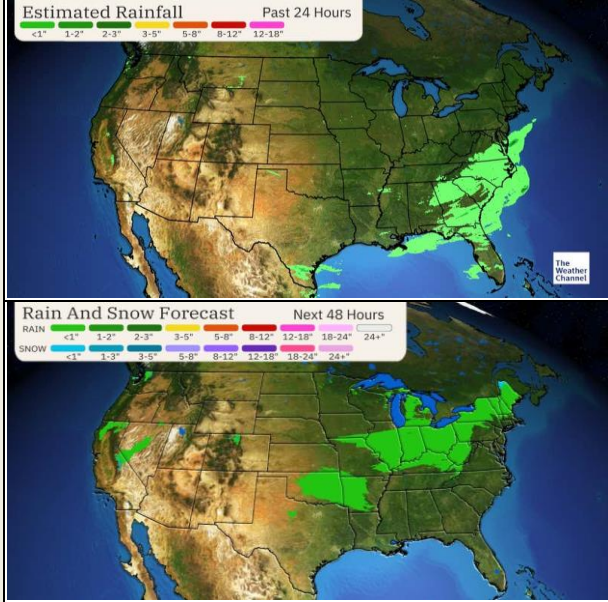 Estimated Rainfall Past 24 Hours
<1" 1-2" 2-3" 3-5" 5-8" 8-12" 12-18"
The
Weather
Channel
Rain And Snow Forecast Next 48 Hours
RAIN
<1" 1-2" 2-3" 3-5" 5-8" 8-12" 12-18" 18-24" 24+"
SNOW
<1" 1-3" 3-5" 5-8" 8-12" 12-18" 18-24" 24+"